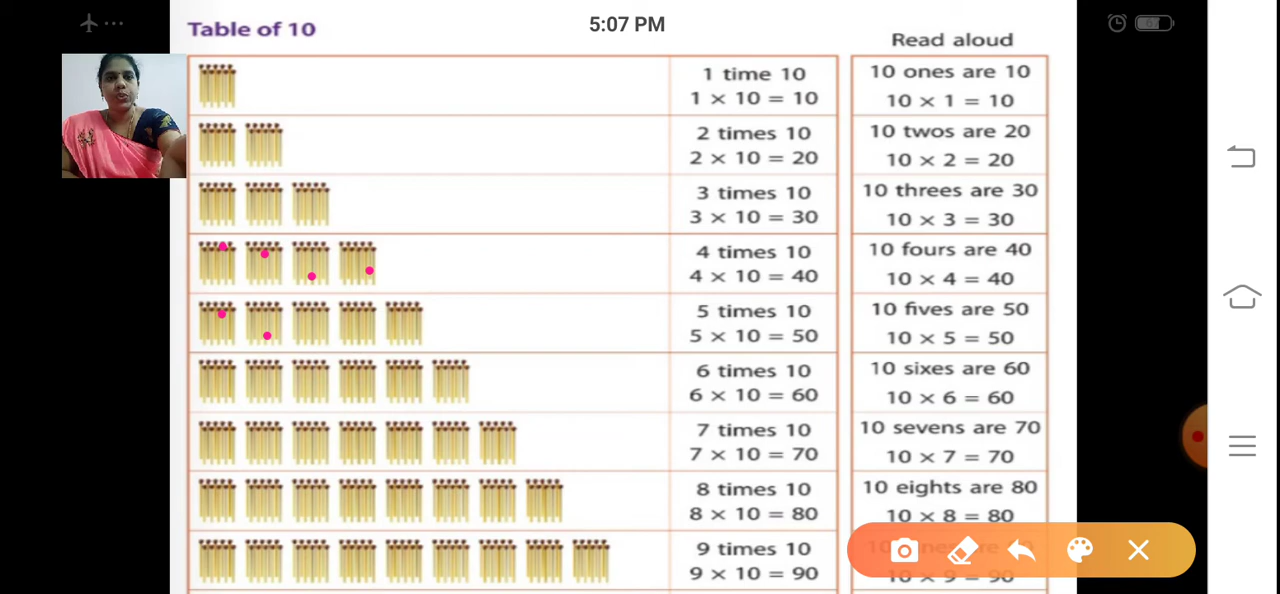 5:07 PM
Table of 10
Read aloud
1 time 10
1 × 10 = 10
10 ones are 10
10 × 1 = 10
2 times 10
2 × 10 = 20
10 twos are 20
10 × 2 = 20
3 times 10
3 × 10 = 30
10 threes are 30
10 × 3 = 30
4 times 10
4 × 10 = 40
10 fours are 40
10 × 4 = 40
5 times 10
5 × 10 = 50
10 fives are 50
10 × 5 = 50
6 times 10
6 × 10 = 60
10 sixes are 60
10 × 6 = 60
7 times 10
7 × 10 = 70
10 sevens are 70
10 × 7 = 70
8 times 10
8 × 10 = 80
10 eights are 80
10 × 8 = 80
9 times 10
9 × 10 = 90
10 × 9 = 90